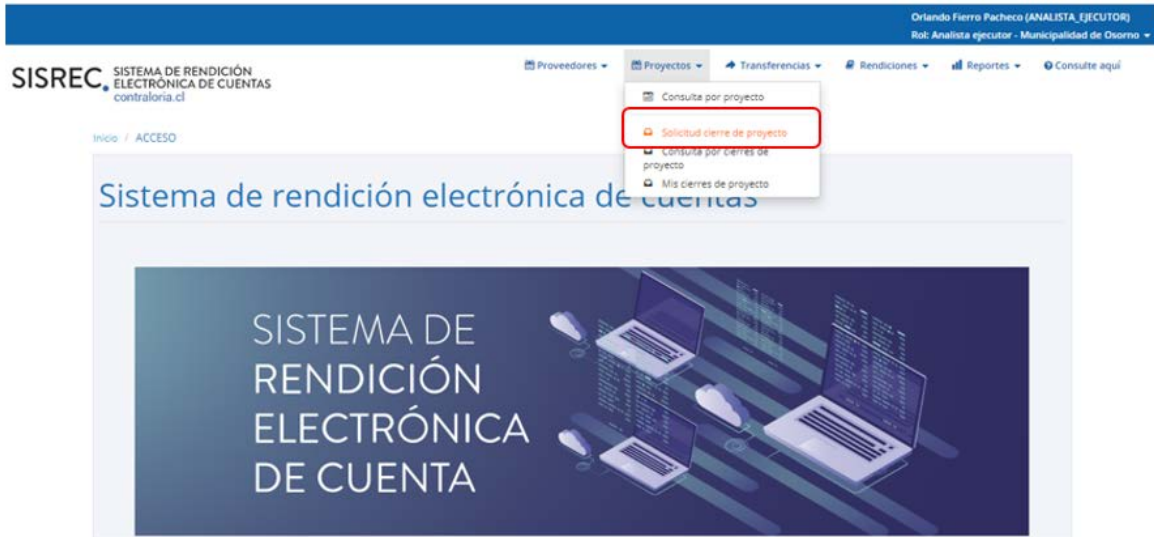 Orlando Fierro Pacheco (ANALISTA_EJECUTOR)
Rol: Analista ejecutor - Municipalidad de Osorno
SISREC
SISTEMA DE RENDICIÓN
ELECTRÓNICA DE CUENTAS
contraloria.cl
Proveedores
Proyectos
Transferencias
Rendiciones
Reportes
Consulte aquí
Consulta por proyecto
Solicitud cierre de proyecto
Consulta por cierres de
proyecto
Mis cierres de proyecto
Inicio / ACCESO
Sistema de rendición electrónica de cuentas
SISTEMA DE
RENDICIÓN
ELECTRÓNICA
DE CUENTA